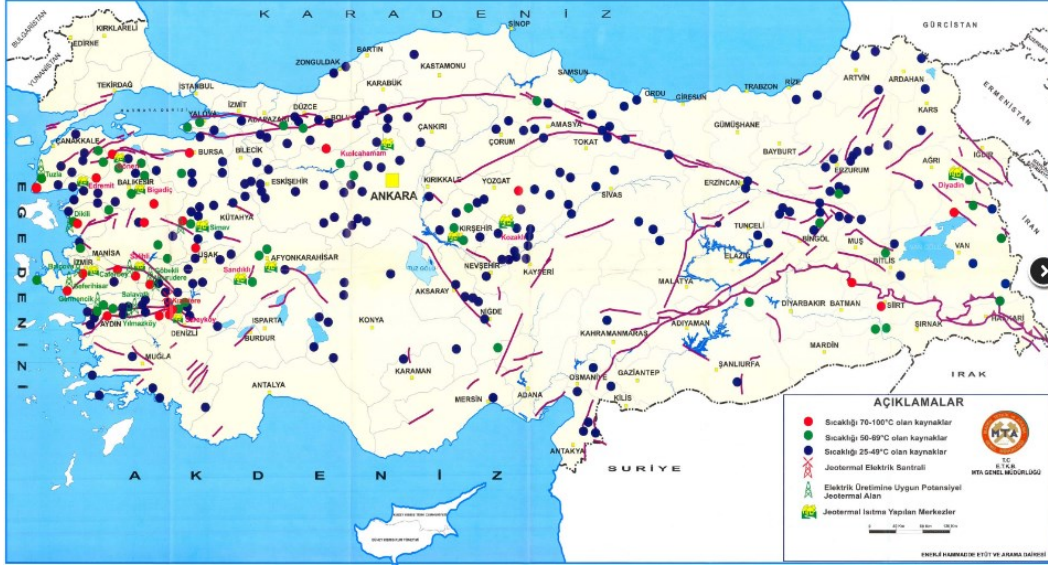 KARADENİZ
BULGARİSTAN
YUNANİSTAN
GÜRCİSTAN
ERMENİSTAN
İRAN
IRAK
SURİYE
EGE DENİZİ
AKDENİZ
KIRKLARELİ
EDİRNE
TEKİRDAĞ
İSTANBUL
İZMİT
YALOVA
ADAPAZARI
DÜZCE
BOLU
ZONGULDAK
BARTIN
KARABÜK
KASTAMONU
SİNOP
SAMSUN
ORDU
GİRESUN
TRABZON
RİZE
ARTVİN
ARDAHAN
KARS
ÇANAKKALE
BURSA
BİLECİK
Kızılcahamam
ÇANKIRI
ÇORUM
AMASYA
TOKAT
GÜMÜŞHANE
BAYBURT
ERZURUM
AĞRI
IĞDIR
Diyadin
Tuzla
Gönen
Edremit
BALIKESİR
Bigadiç
ESKİŞEHİR
ANKARA
KIRIKKALE
YOZGAT
SİVAS
ERZİNCAN
Dikili
KÜTAHYA
Simav
KIRŞEHİR
Kozaklı
TUNCELİ
BİNGÖL
MUŞ
VAN
MANİSA
İZMİR
UŞAK
AFYONKARAHİSAR
Sandıklı
TUZ GÖLÜ
NEVŞEHİR
KAYSERİ
ELAZIĞ
BİTLİS
Balçova
Seferihisar
Germencik
Salavatlı
Göbekli
AKSARAY
NİĞDE
MALATYA
DİYARBAKIR
BATMAN
SİİRT
AYDIN
Yılmazköy
DENİZLİ
Sarayköy
ISPARTA
BURDUR
KONYA
KAHRAMANMARAŞ
ADIYAMAN
ŞIRNAK
HAKKARİ
MARDİN
MUĞLA
ANTALYA
KARAMAN
MERSİN
ADANA
OSMANİYE
GAZİANTEP
KİLİS
ŞANLIURFA
ANTAKYA
AÇIKLAMALAR
Sıcaklığı 70-100°C olan kaynaklar
Sıcaklığı 50-69°C olan kaynaklar
Sıcaklığı 25-49°C olan kaynaklar
Jeotermal Elektrik Santrali
Elektrik Üretimine Uygun Potansiyel
Jeotermal Alan
Jeotermal Isıtma Yapılan Merkezler
MTA
T.C
E.T.K.B.
MTA GENEL MÜDÜRLÜĞÜ
ENERJİ HAMMADDE ETÜT VE ARAMA DAİRESİ